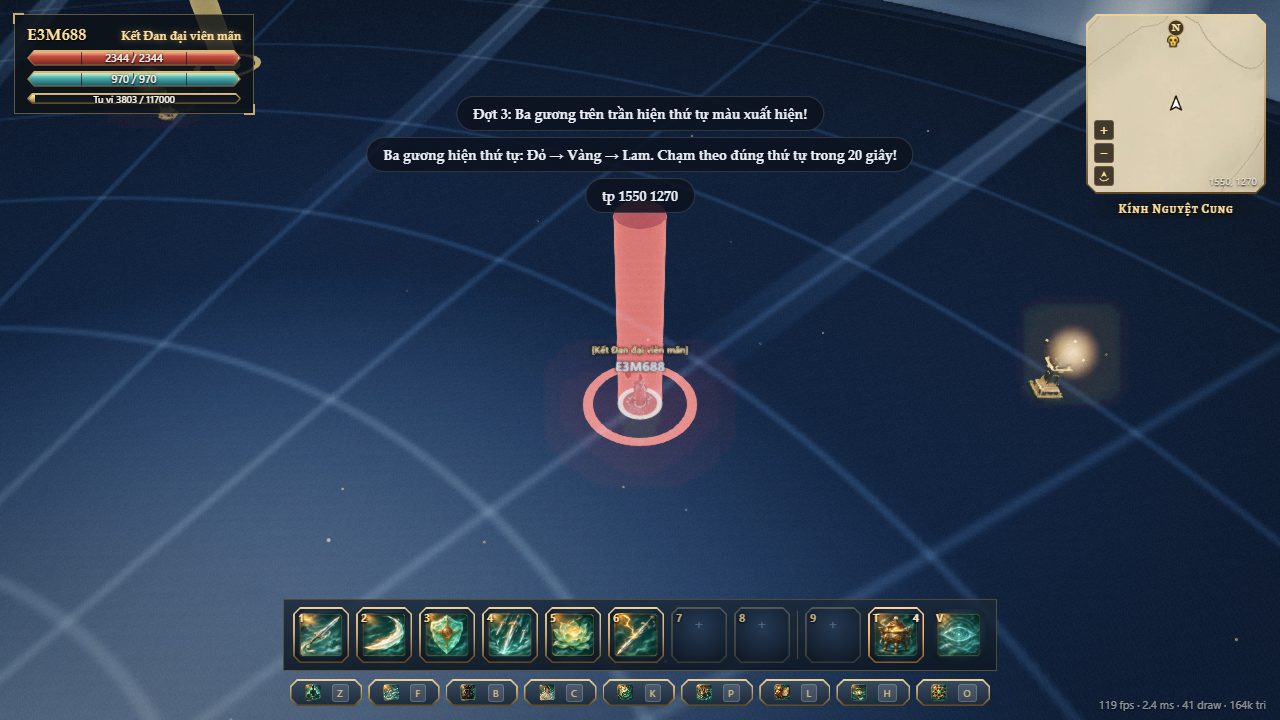 E3M688
Kết Đan đại viên mãn
2344 / 2344
970 / 970
Tu vi 3803 / 117000
Đợt 3: Ba gương trên trần hiện thứ tự màu xuất hiện!
Ba gương hiện thứ tự: Đỏ → Vàng → Lam. Chạm theo đúng thứ tự trong 20 giây!
tp 1550 1270
N
+
−
1550, 1270
Kính Nguyệt Cung
[Kết Đan đại viên mãn]
E3M688
1 2 3 4 5 6 7 + 8 + 9 + T 4 V
Z F B C K P L H O
119 fps · 2.4 ms · 41 draw · 164k tri